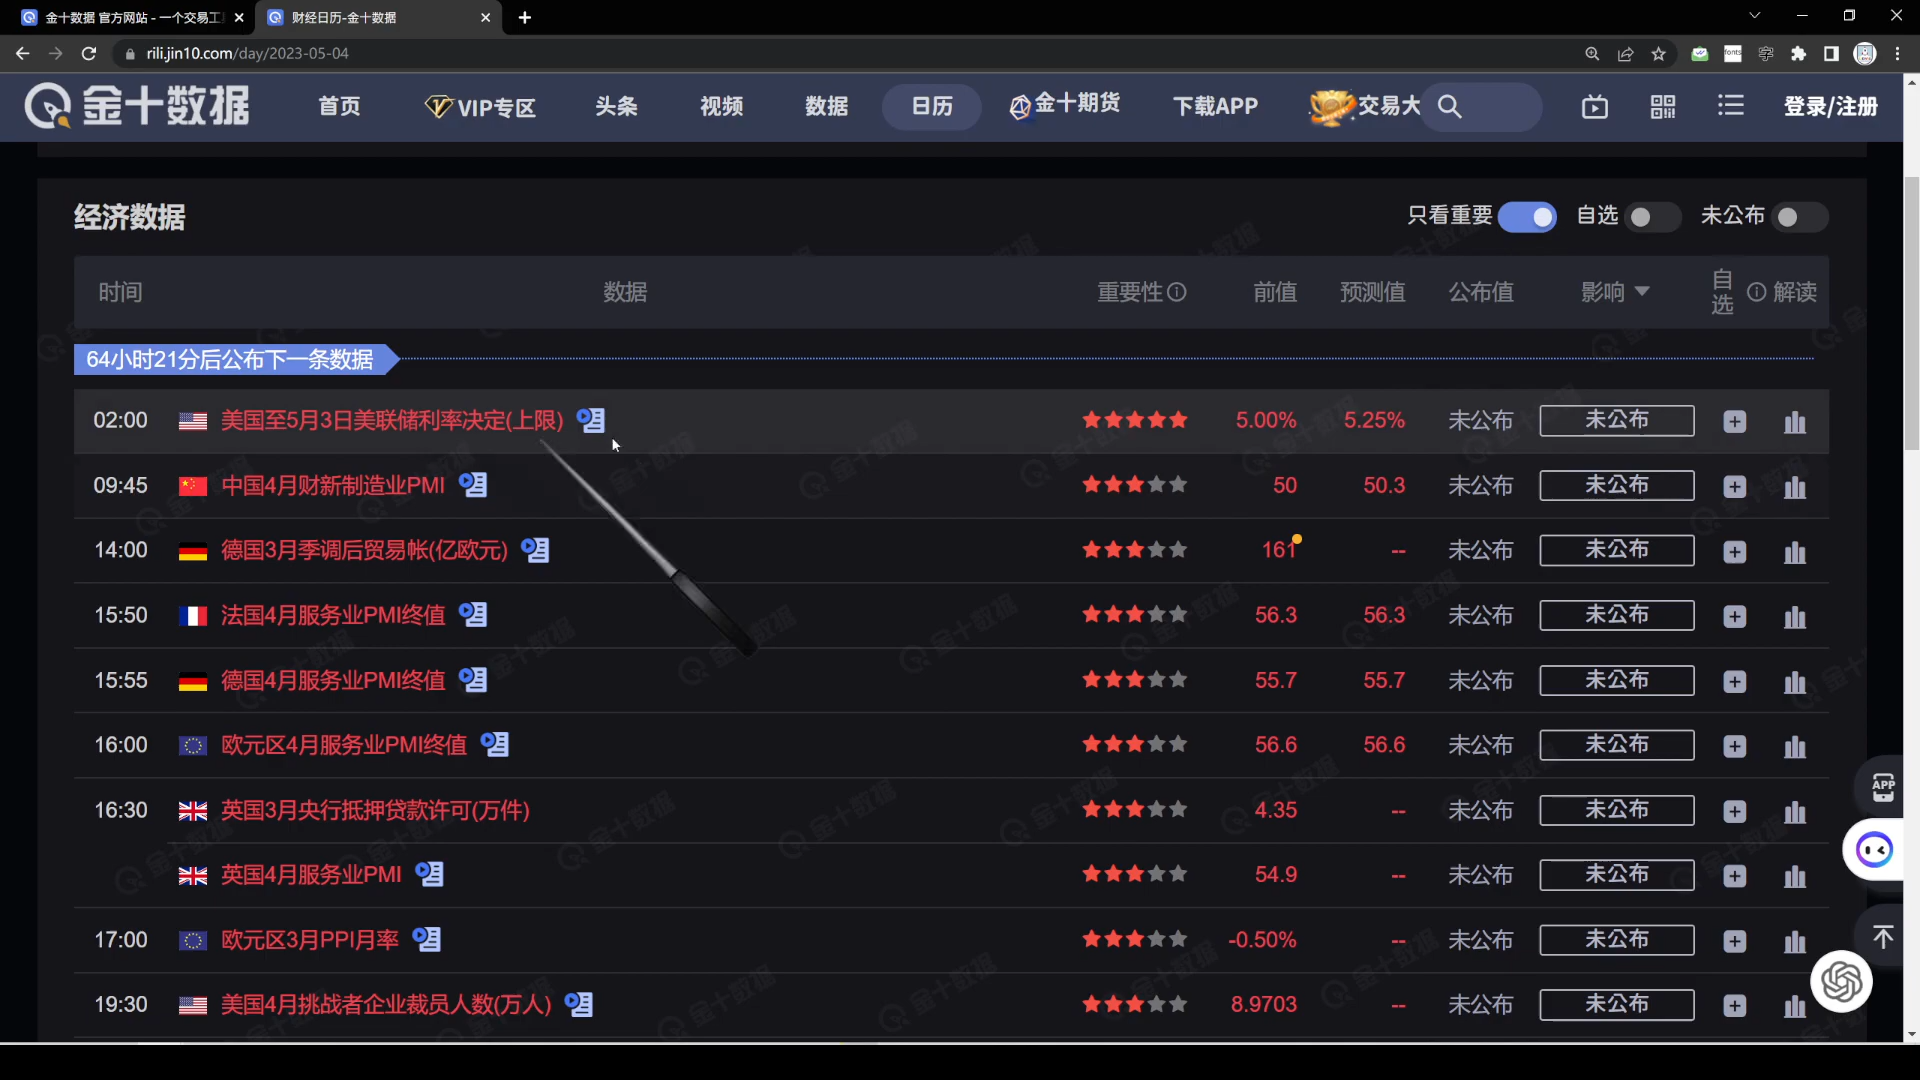 金十数据 官方网站 - 一个交易工
财经日历-金十数据
rili.jin10.com/day/2023-05-04
fonts
字
金十数据
首页 VIP专区 头条 视频 数据 日历 金十期货 下载APP 交易大 登录/注册
经济数据
只看重要 自选 未公布
时间 数据 重要性 前值 预测值 公布值 影响 自选 解读
64小时21分后公布下一条数据
02:00 美国至5月3日美联储利率决定(上限) 5.00% 5.25% 未公布 未公布
09:45 中国4月财新制造业PMI 50 50.3 未公布 未公布
14:00 德国3月季调后贸易帐(亿欧元) 161 -- 未公布 未公布
15:50 法国4月服务业PMI终值 56.3 56.3 未公布 未公布
15:55 德国4月服务业PMI终值 55.7 55.7 未公布 未公布
16:00 欧元区4月服务业PMI终值 56.6 56.6 未公布 未公布
16:30 英国3月央行抵押贷款许可(万件) 4.35 -- 未公布 未公布
英国4月服务业PMI 54.9 -- 未公布 未公布
17:00 欧元区3月PPI月率 -0.50% -- 未公布 未公布
19:30 美国4月挑战者企业裁员人数(万人) 8.9703 -- 未公布 未公布
APP